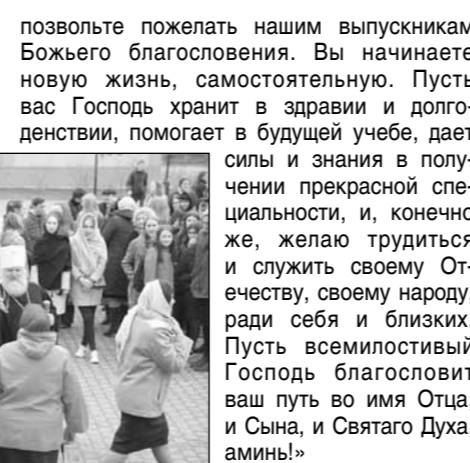 позвольте пожелать нашим выпускникам
Божьего благословения. Вы начинаете
новую жизнь, самостоятельную. Пусть
вас Господь хранит в здравии и долго-
денствии, помогает в будущей учебе, дает
силы и знания в полу-
чении прекрасной спе-
циальности, и, конечно
же, желаю трудиться
и служить своему От-
ечеству, своему народу,
ради себя и близких.
Пусть всемилостивый
Господь благословит
ваш путь во имя Отца,
и Сына, и Святаго Духа,
аминь!»